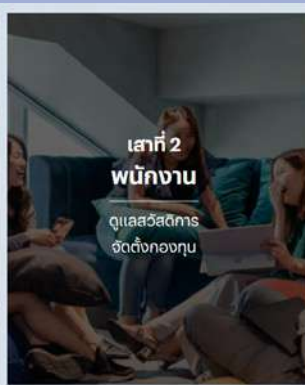 เสาที่ 2
พนักงาน
ดูแลสวัสดิการ
จัดตั้งกองทุน